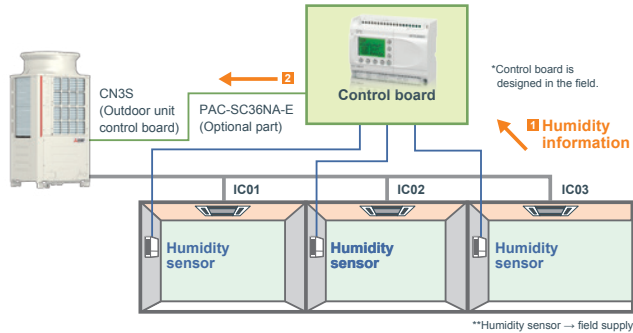 CN3S
(Outdoor unit
control board)
2
PAC-SC36NA-E
(Optional part)
Control board
*Control board is
designed in the field.
1 Humidity
information
IC01
IC02
IC03
Humidity
sensor
Humidity
sensor
Humidity
sensor
**Humidity sensor → field supply